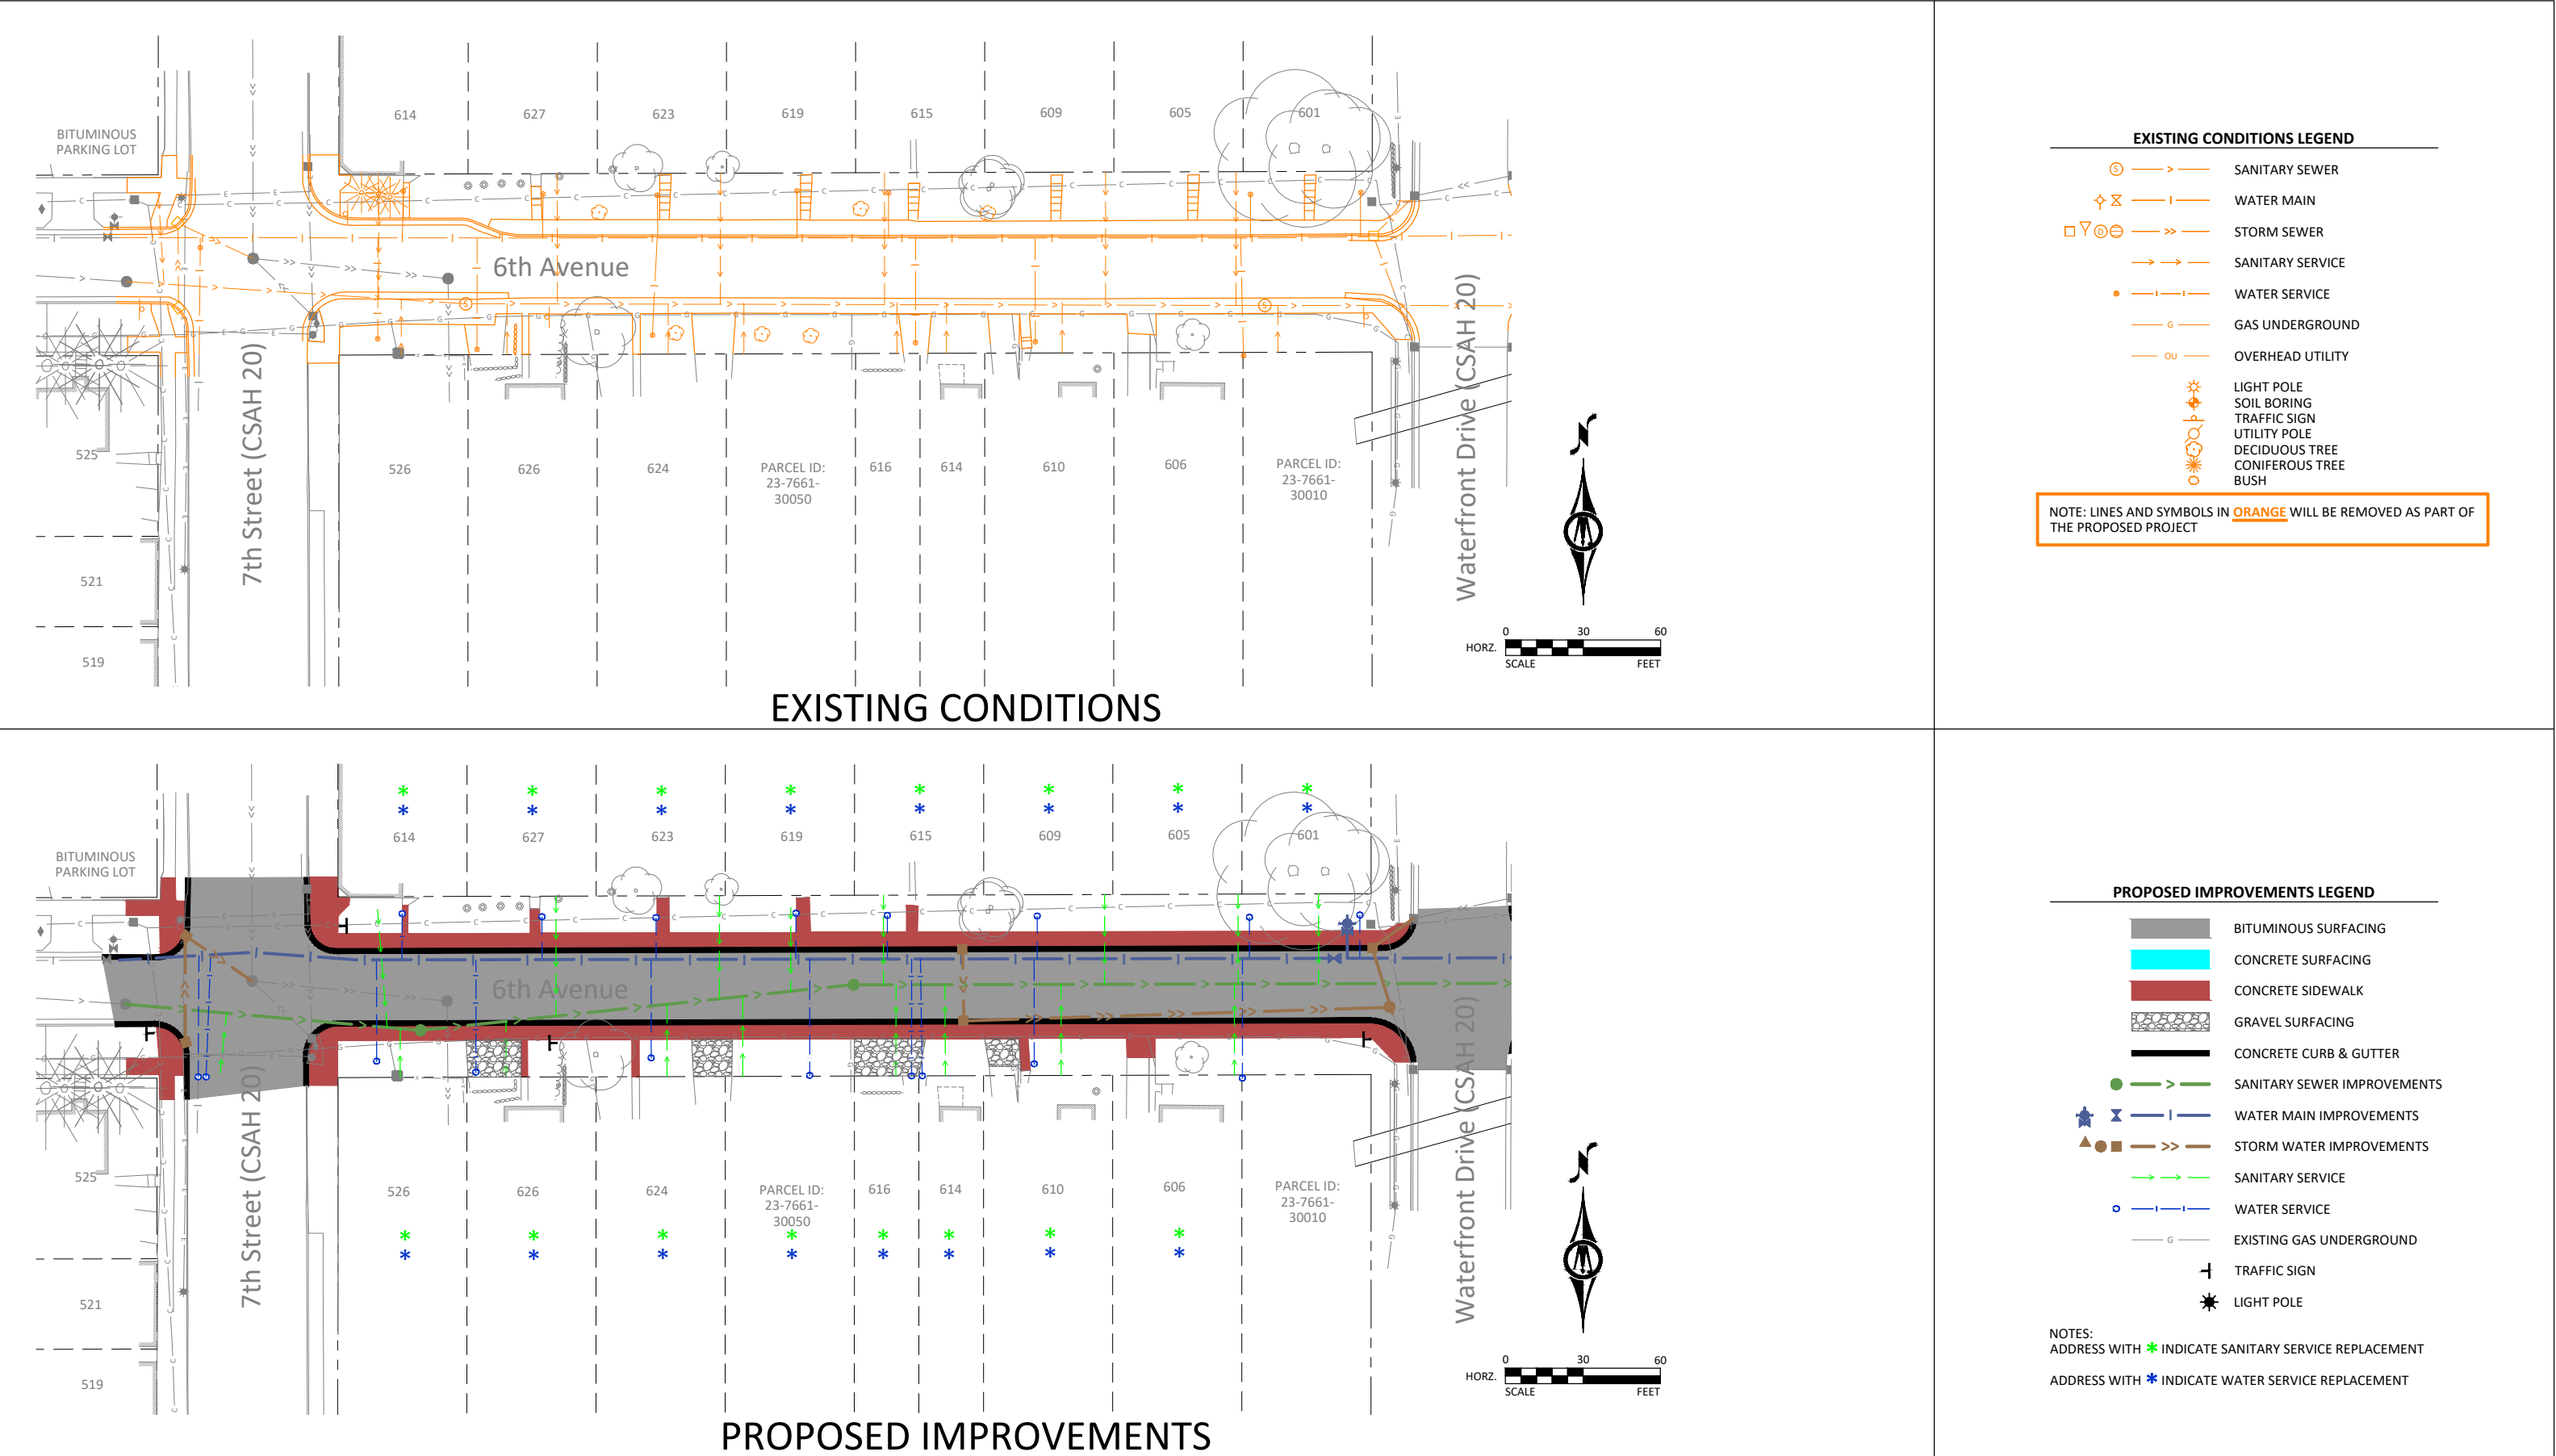 BITUMINOUS
PARKING LOT
614
627
623
619
615
609
605
601
6th Avenue
7th Street (CSAH 20)
Waterfront Drive (CSAH 20)
525
521
519
526
626
624
PARCEL ID:
23-7661-
30050
616
614
610
606
PARCEL ID:
23-7661-
30010
N
HORZ.
0
30
60
SCALE
FEET
EXISTING CONDITIONS
EXISTING CONDITIONS LEGEND
SANITARY SEWER
WATER MAIN
STORM SEWER
SANITARY SERVICE
WATER SERVICE
G GAS UNDERGROUND
OU OVERHEAD UTILITY
LIGHT POLE
SOIL BORING
TRAFFIC SIGN
UTILITY POLE
DECIDUOUS TREE
CONIFEROUS TREE
BUSH
NOTE: LINES AND SYMBOLS IN ORANGE WILL BE REMOVED AS PART OF
THE PROPOSED PROJECT
BITUMINOUS
PARKING LOT
614
627
623
619
615
609
605
601
6th Avenue
7th Street (CSAH 20)
Waterfront Drive (CSAH 20)
525
521
519
526
626
624
PARCEL ID:
23-7661-
30050
616
614
610
606
PARCEL ID:
23-7661-
30010
N
HORZ.
0
30
60
SCALE
FEET
PROPOSED IMPROVEMENTS
PROPOSED IMPROVEMENTS LEGEND
BITUMINOUS SURFACING
CONCRETE SURFACING
CONCRETE SIDEWALK
GRAVEL SURFACING
CONCRETE CURB & GUTTER
SANITARY SEWER IMPROVEMENTS
WATER MAIN IMPROVEMENTS
STORM WATER IMPROVEMENTS
SANITARY SERVICE
WATER SERVICE
G EXISTING GAS UNDERGROUND
TRAFFIC SIGN
LIGHT POLE
NOTES:
ADDRESS WITH * INDICATE SANITARY SERVICE REPLACEMENT
ADDRESS WITH * INDICATE WATER SERVICE REPLACEMENT